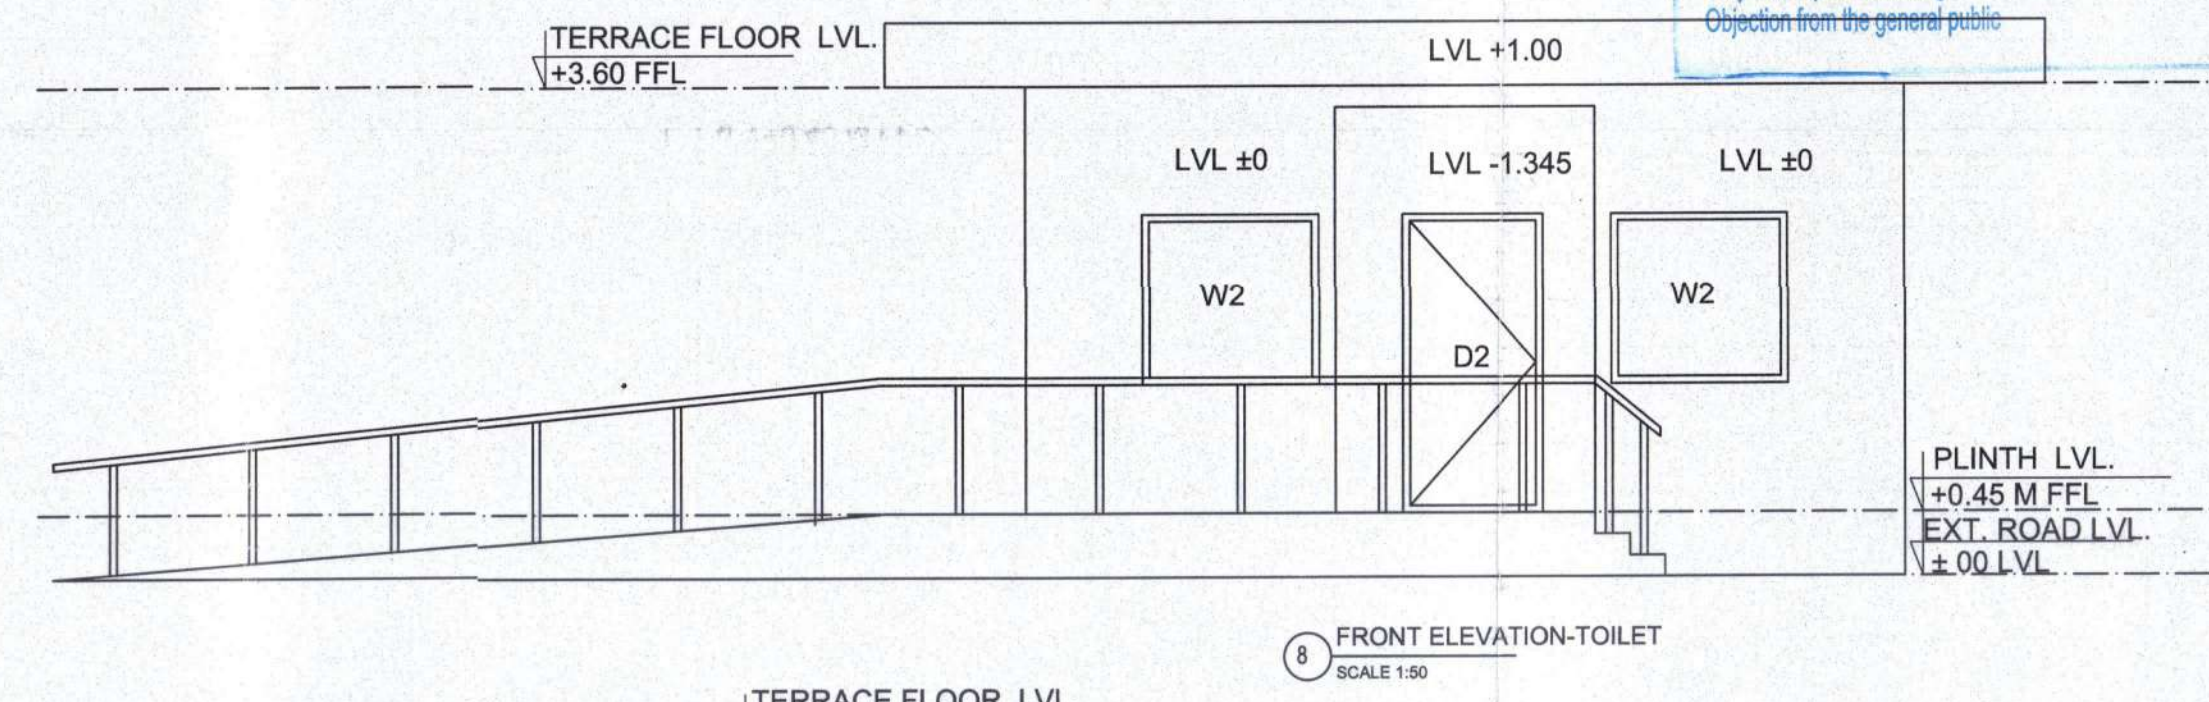 Objection from the general public
TERRACE FLOOR LVL.
+3.60 FFL
LVL +1.00
LVL ±0
LVL -1.345
LVL ±0
W2
D2
W2
PLINTH LVL.
+0.45 M FFL
EXT. ROAD LVL.
± 00 LVL
8
FRONT ELEVATION-TOILET
SCALE 1:50
TERRACE FLOOR LVL